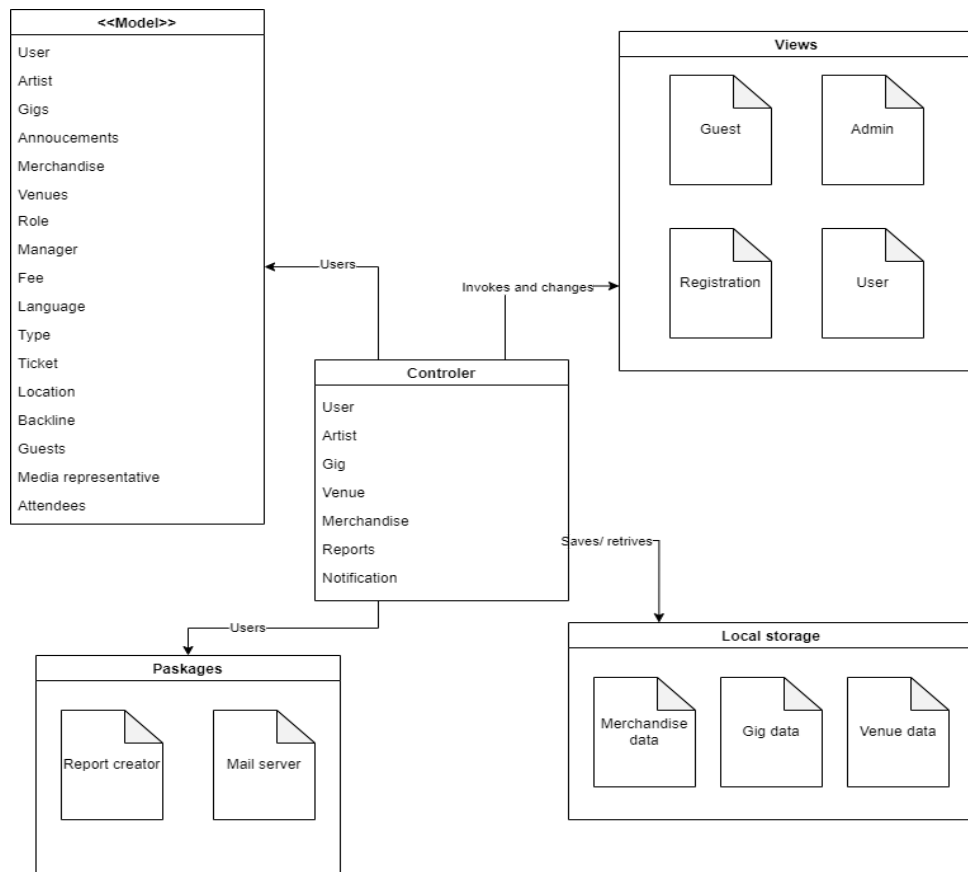 <<Model>>
User
Artist
Gigs
Annoucements
Merchandise
Venues
Role
Manager
Fee
Language
Type
Ticket
Location
Backline
Guests
Media representative
Attendees
Views
Guest
Admin
Registration
User
Users
Invokes and changes
Controler
User
Artist
Gig
Venue
Merchandise
Reports
Notification
Saves/ retrives
Users
Paskages
Report creator
Mail server
Local storage
Merchandise
data
Gig data
Venue data